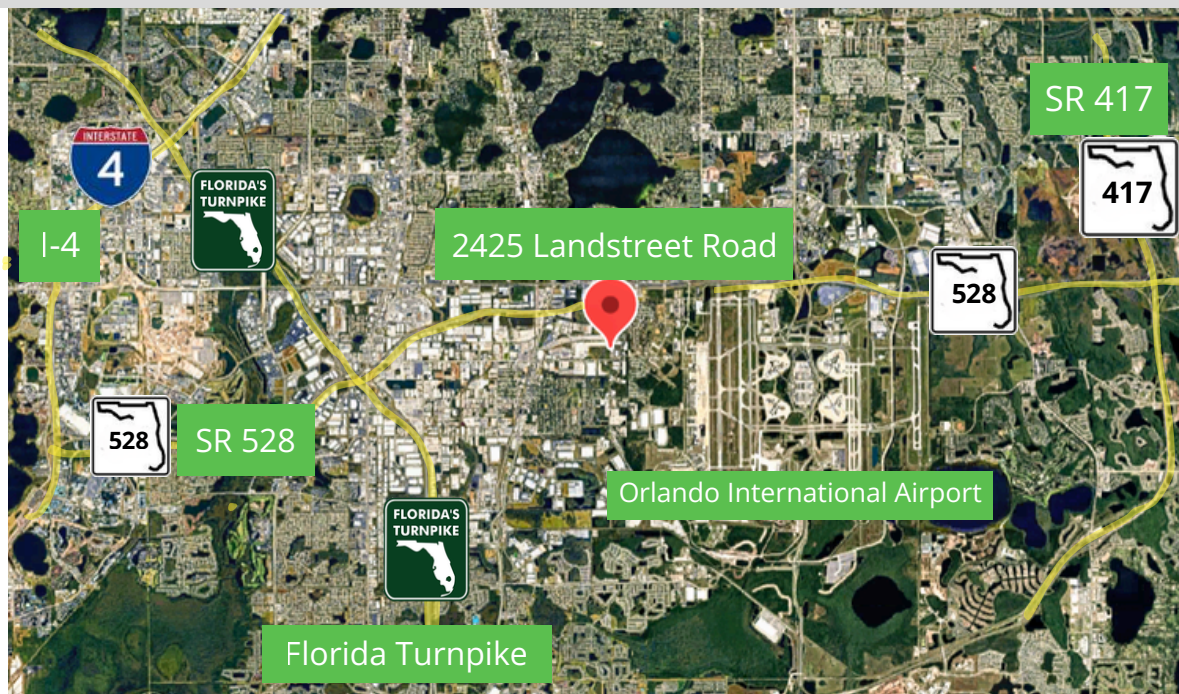 SR 417
INTERSTATE
4
417
FLORIDA'S
TURNPIKE
I-4
2425 Landstreet Road
528
528
SR 528
Orlando International Airport
FLORIDA'S
TURNPIKE
Florida Turnpike